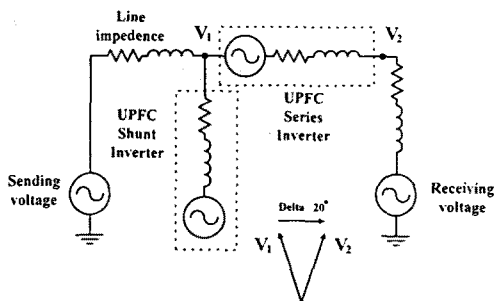 Line
impedence
V1
V2
UPFC
Shunt
Inverter
UPFC
Series
Inverter
Sending
voltage
Receiving
voltage
Delta 20°
V1
V2